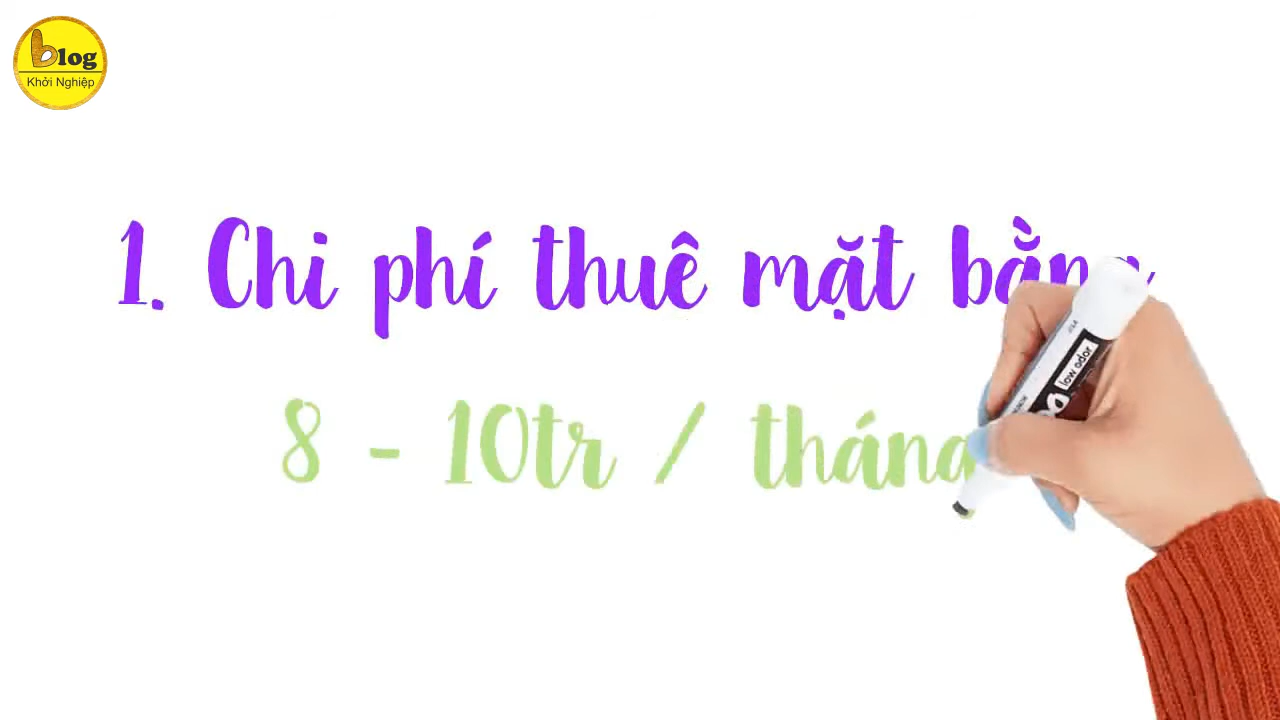 blog
Khởi Nghiệp
1. Chi phí thuê mặt bằng
8 - 10tr / tháng
low odor